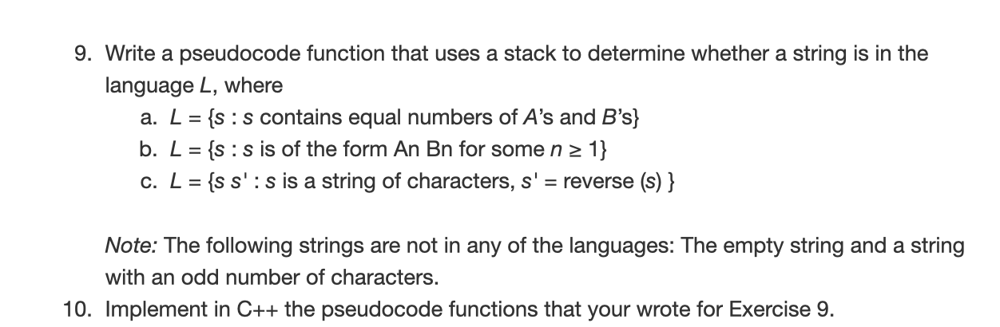 9. Write a pseudocode function that uses a stack to determine whether a string is in the
language L, where
a. L = {s : s contains equal numbers of A’s and B’s}
b. L = {s : s is of the form An Bn for some n ≥ 1}
c. L = {s s' : s is a string of characters, s' = reverse (s) }
Note: The following strings are not in any of the languages: The empty string and a string
with an odd number of characters.
10. Implement in C++ the pseudocode functions that your wrote for Exercise 9.